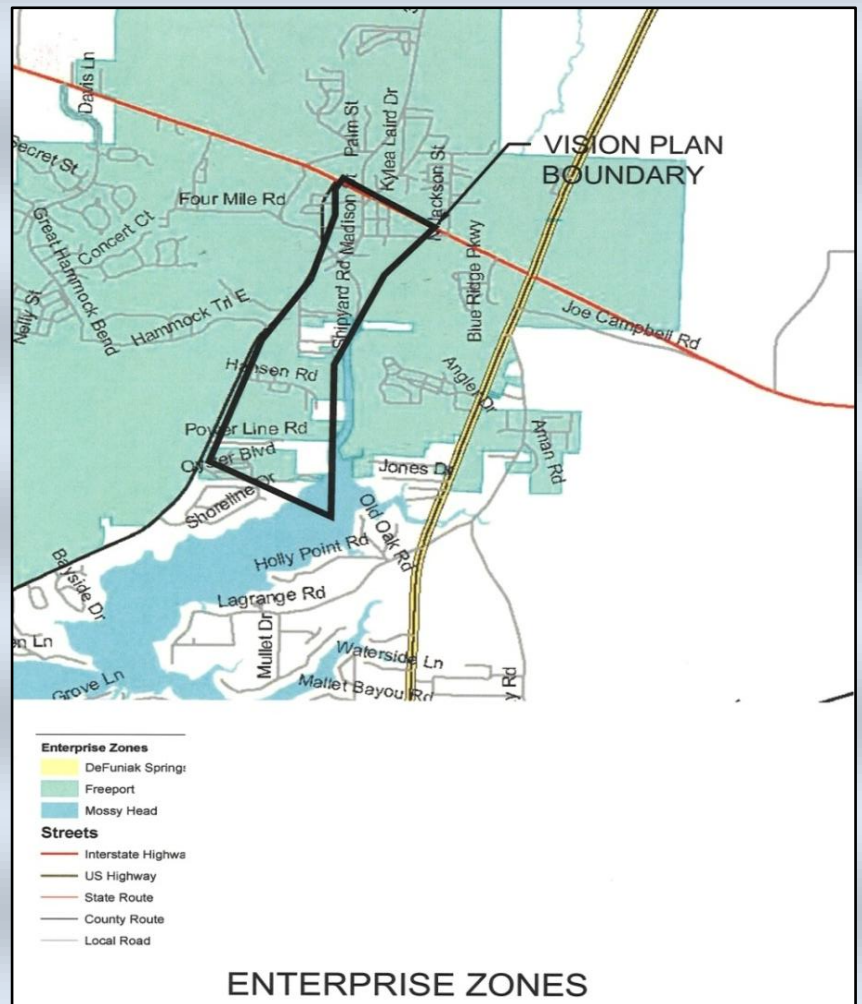 Davis Ln
Palm St
Kylea Laird Dr
VISION PLAN
BOUNDARY
Secret St
Jackson St
Four Mile Rd
Madison
Great Hammock Bend
Concert Ct
Blue Ridge Pkwy
Nelly St
Hammock Trl E
Shipyard Rd
Joe Campbell Rd
Hansen Rd
Angler Dr
Power Line Rd
Aman Rd
Oyster Blvd
Jones Dr
Shoreline Dr
Old Oak Rd
Holly Point Rd
Bayside Dr
Lagrange Rd
en Ln
Mullet Dr
Waterside Ln
Grove Ln
Mallet Bayou Rd
y Rd
Enterprise Zones
DeFuniak Springs
Freeport
Mossy Head
Streets
Interstate Highwa
US Highway
State Route
County Route
Local Road
ENTERPRISE ZONES